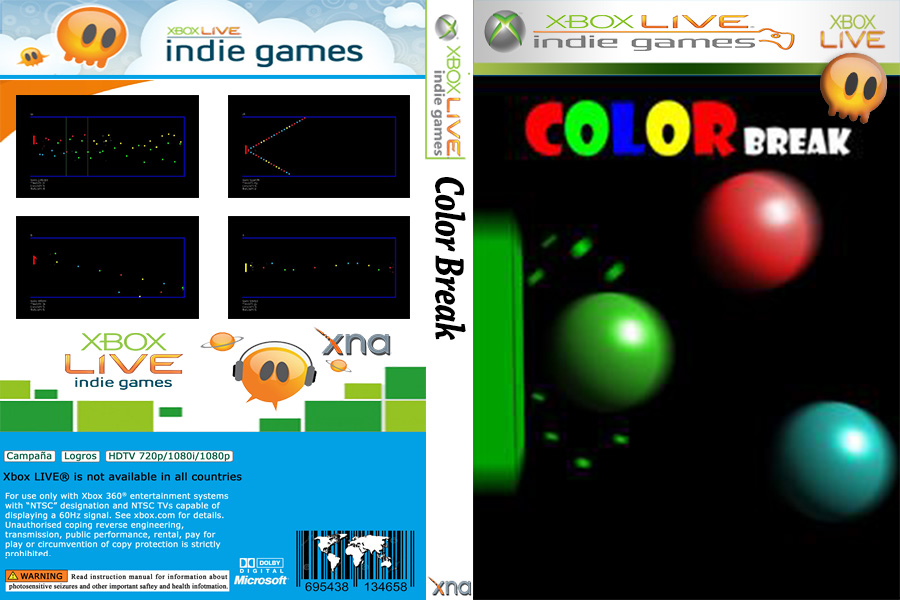 XBOX LIVE
indie games
XBOX LIVE
indie games
xna
Campaña Logros HDTV 720p/1080i/1080p
Xbox LIVE® is not available in all countries
For use only with Xbox 360® entertainment systems
with “NTSC” designation and NTSC TVs capable of
displaying a 60Hz signal. See xbox.com for details.
Unauthorised coping reverse engineering,
transmission, public performance, rental, pay for
play or circumvention of copy protection is strictly
prohibited.
WARNING Read instruction manual for information about
photosensitive seizures and other important saftey and health infotmation.
DOLBY
DIGITAL
Microsoft
695438 134658
XBOX LIVE
indie games
Color Break
xna
XBOX LIVE
indie games
XBOX
LIVE
COLOR BREAK